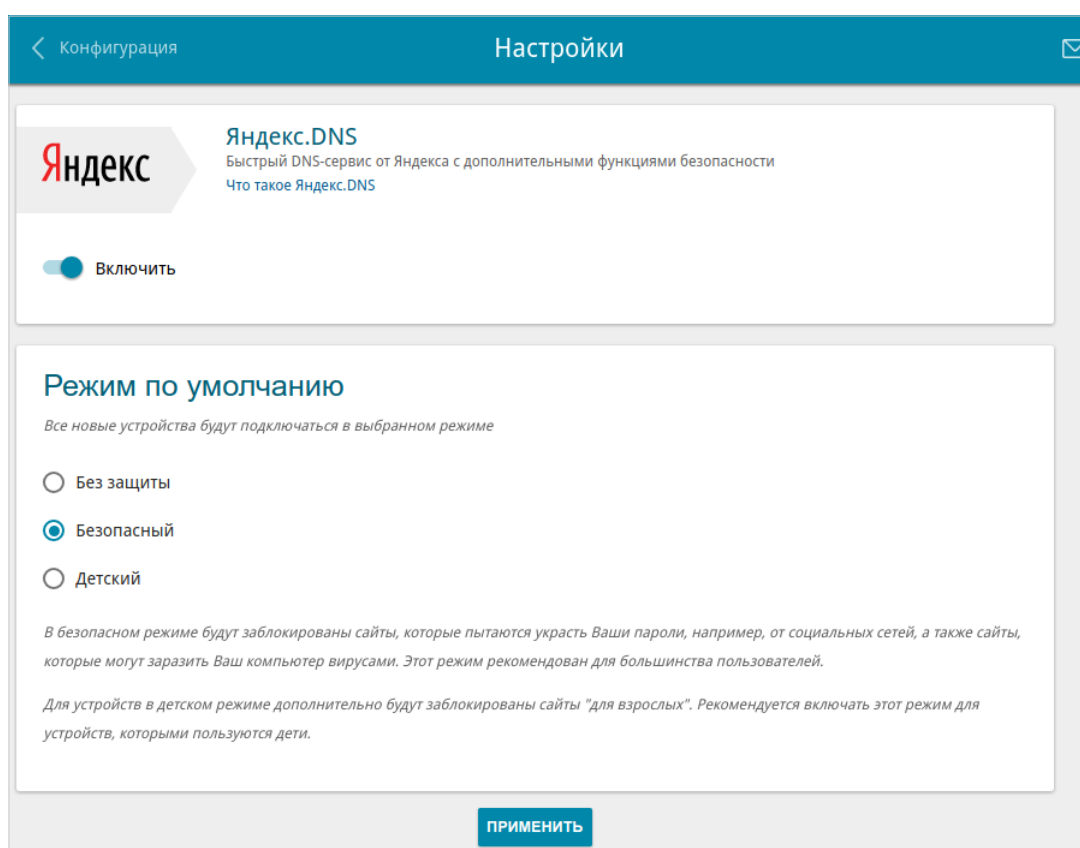 Конфигурация
Настройки
Яндекс
Яндекс.DNS
Быстрый DNS-сервис от Яндекса с дополнительными функциями безопасности
Что такое Яндекс.DNS
Включить
Режим по умолчанию
Все новые устройства будут подключаться в выбранном режиме
Без защиты
Безопасный
Детский
В безопасном режиме будут заблокированы сайты, которые пытаются украсть Ваши пароли, например, от социальных сетей, а также сайты,
которые могут заразить Ваш компьютер вирусами. Этот режим рекомендован для большинства пользователей.
Для устройств в детском режиме дополнительно будут заблокированы сайты "для взрослых". Рекомендуется включать этот режим для
устройств, которыми пользуются дети.
ПРИМЕНИТЬ